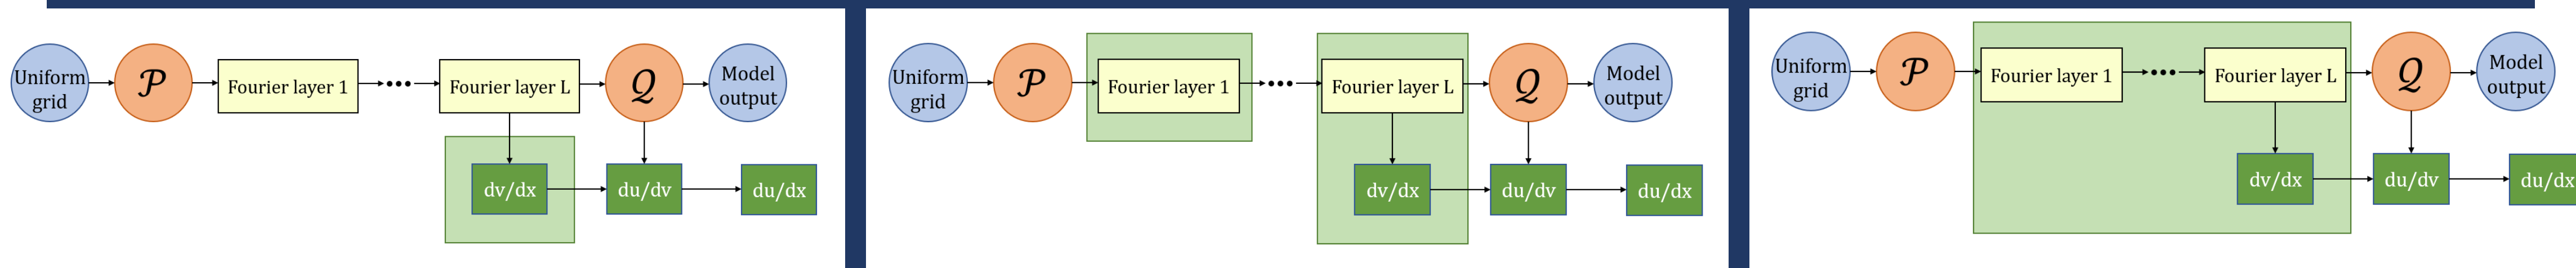 Uniform
grid
𝒫
Fourier layer 1
•••
Fourier layer L
𝒬
Model
output
dv/dx
du/dv
du/dx
Uniform
grid
𝒫
Fourier layer 1
•••
Fourier layer L
𝒬
Model
output
dv/dx
du/dv
du/dx
Uniform
grid
𝒫
Fourier layer 1
•••
Fourier layer L
𝒬
Model
output
dv/dx
du/dv
du/dx